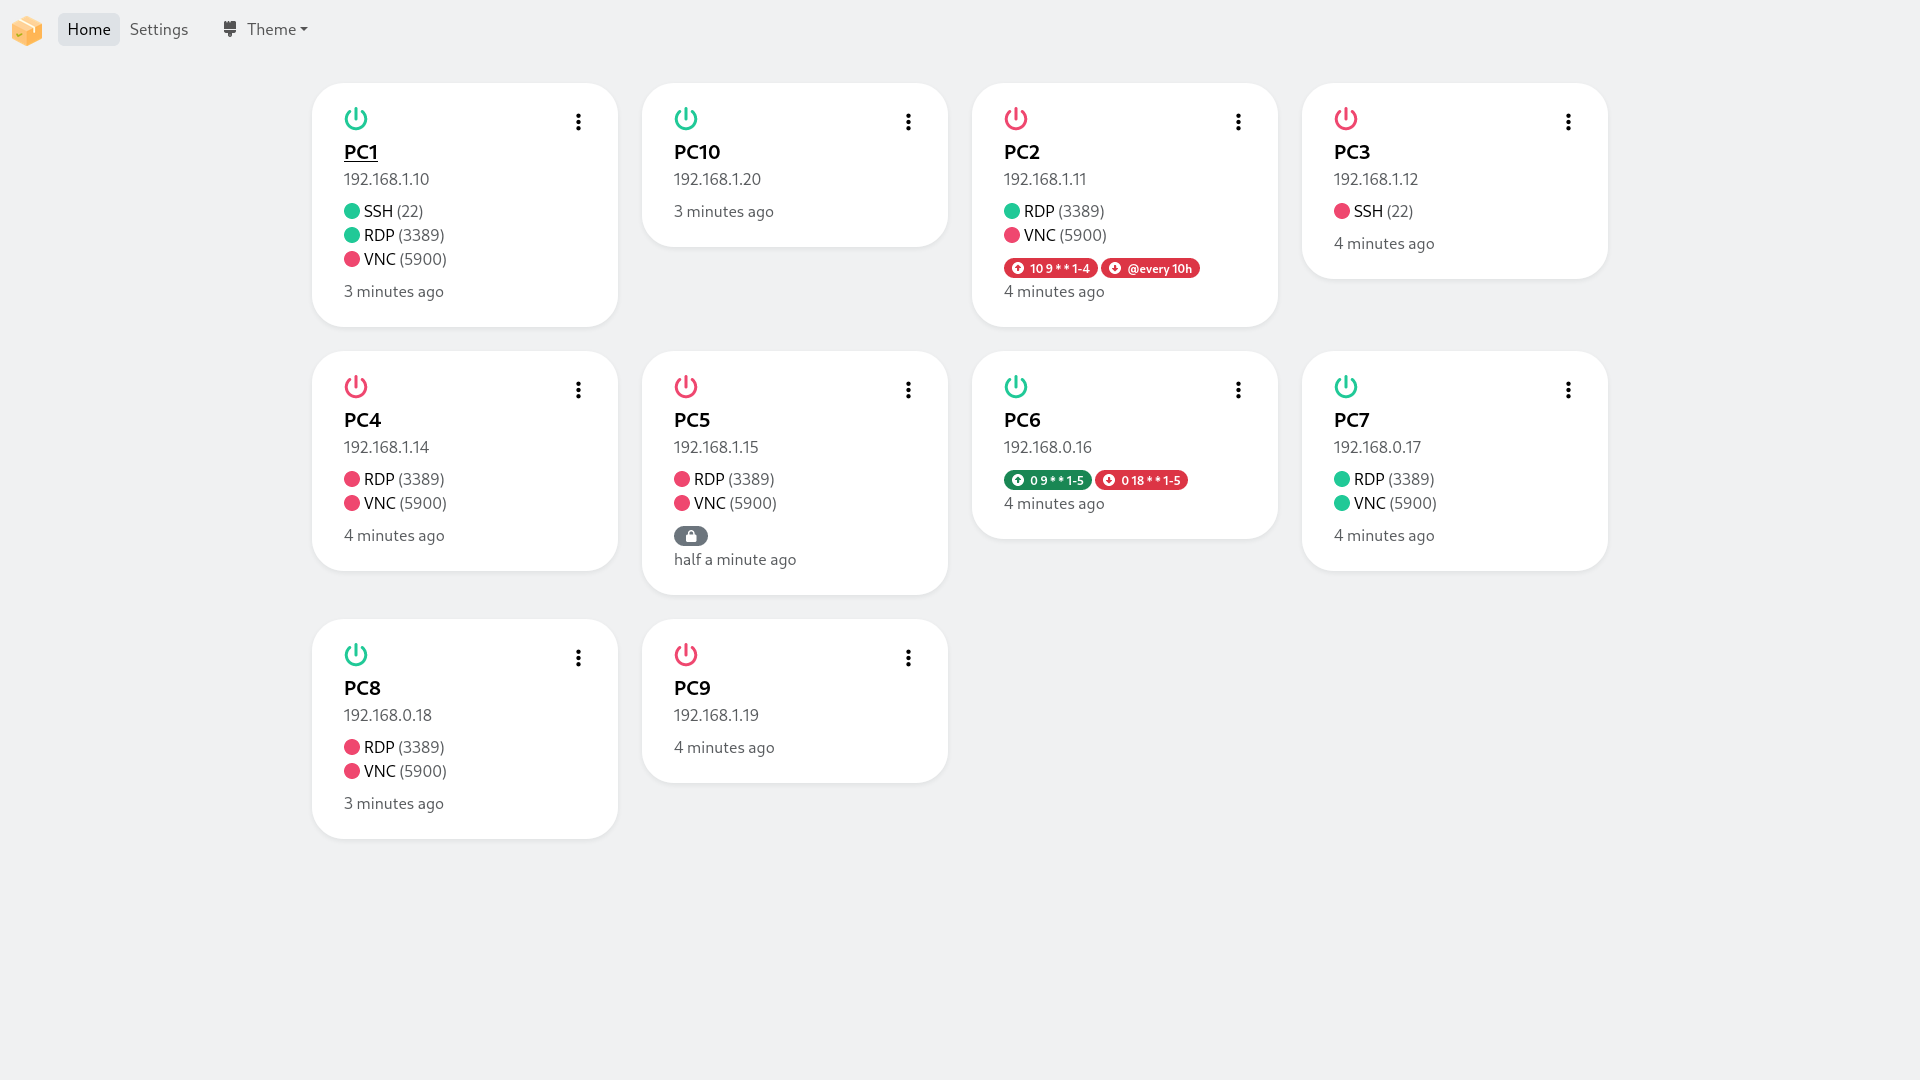 Home Settings Theme
PC1
192.168.1.10
SSH (22)
RDP (3389)
VNC (5900)
3 minutes ago
PC10
192.168.1.20
3 minutes ago
PC2
192.168.1.11
RDP (3389)
VNC (5900)
10 9 * * 1-4 @every 10h
4 minutes ago
PC3
192.168.1.12
SSH (22)
4 minutes ago
PC4
192.168.1.14
RDP (3389)
VNC (5900)
4 minutes ago
PC5
192.168.1.15
RDP (3389)
VNC (5900)
half a minute ago
PC6
192.168.0.16
0 9 * * 1-5 0 18 * * 1-5
4 minutes ago
PC7
192.168.0.17
RDP (3389)
VNC (5900)
4 minutes ago
PC8
192.168.0.18
RDP (3389)
VNC (5900)
3 minutes ago
PC9
192.168.1.19
4 minutes ago